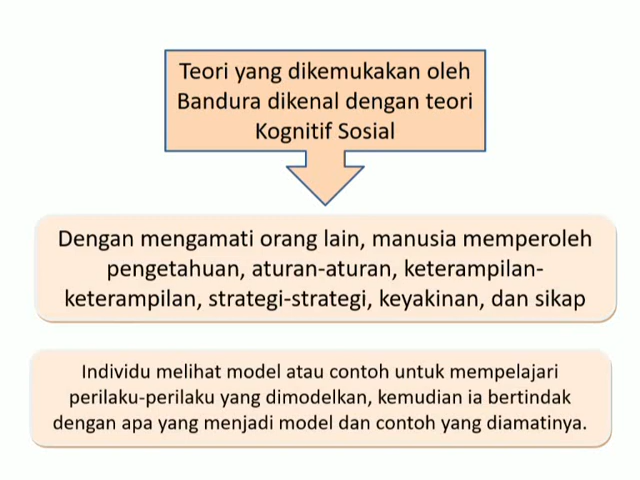 Teori yang dikemukakan oleh
Bandura dikenal dengan teori
Kognitif Sosial
Dengan mengamati orang lain, manusia memperoleh
pengetahuan, aturan-aturan, keterampilan-
keterampilan, strategi-strategi, keyakinan, dan sikap
Individu melihat model atau contoh untuk mempelajari
perilaku-perilaku yang dimodelkan, kemudian ia bertindak
dengan apa yang menjadi model dan contoh yang diamatinya.